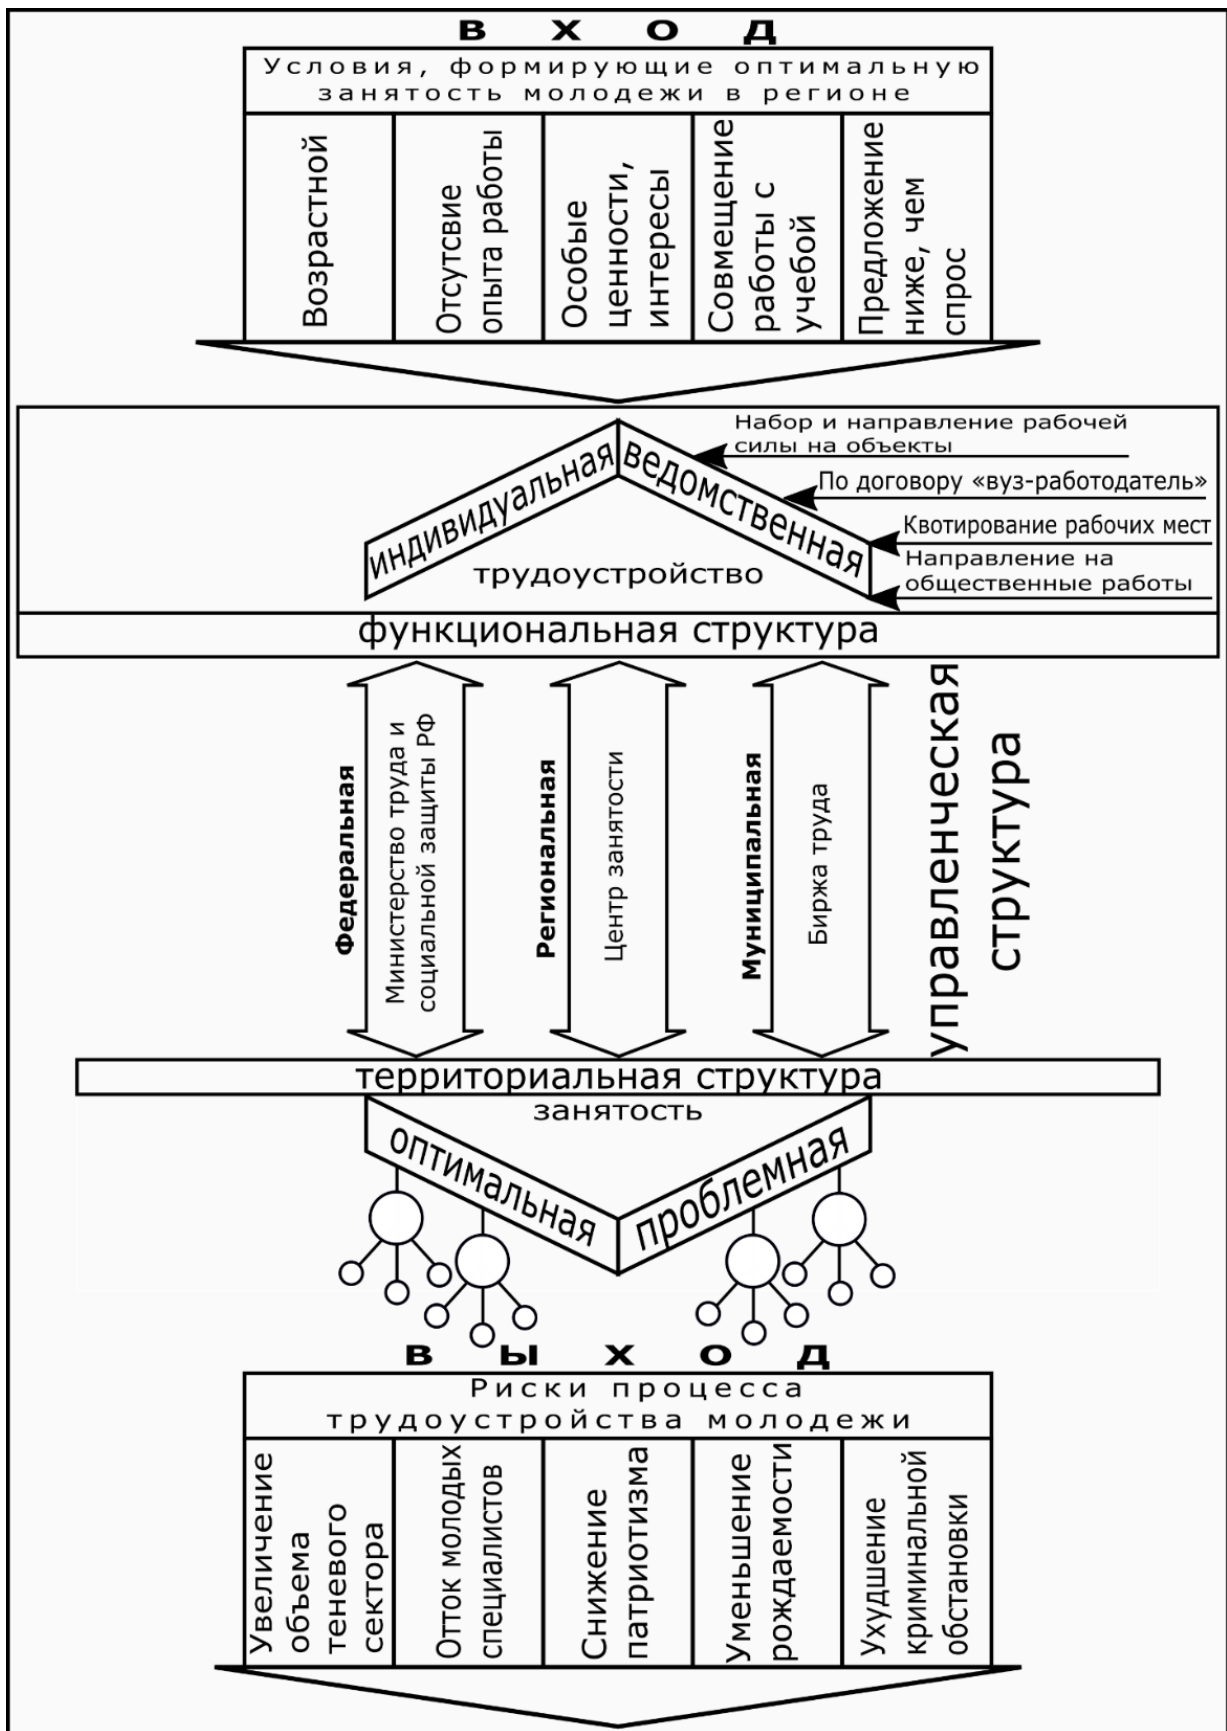 В Х О Д
Условия, формирующие оптимальную
занятость молодежи в регионе
Возрастной
Отсутсвие
опыта работы
Особые
ценности,
интересы
Совмещение
работы с
учебой
Предложение
ниже, чем
спрос
индивидуальная
ведомственная
трудоустройство
Набор и направление рабочей
силы на объекты
По договору «вуз-работодатель»
Квотирование рабочих мест
Направление на
общественные работы
функциональная структура
Федеральная
Министерство труда и
социальной защиты РФ
Региональная
Центр занятости
Муниципальная
Биржа труда
управленческая
структура
территориальная структура
занятость
оптимальная
проблемная
В Ы Х О Д
Риски процесса
трудоустройства молодежи
Увеличение
объема
теневого
сектора
Отток молодых
специалистов
Снижение
патриотизма
Уменьшение
рождаемости
Ухудшение
криминальной
обстановки